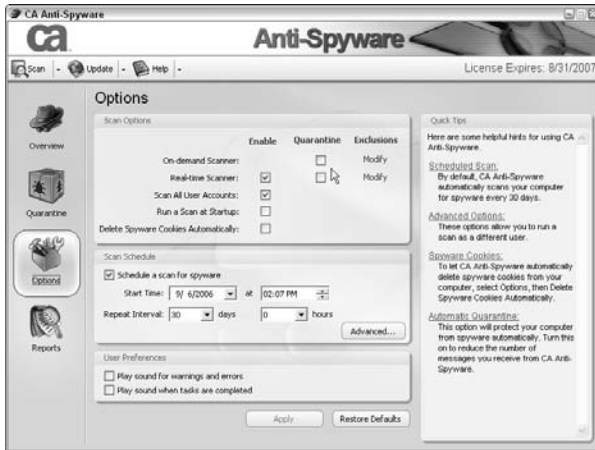 CA Anti-Spyware
ca
Anti-Spyware
Scan
Update
Help
License Expires: 8/31/2007
Overview
Quarantine
Options
Reports
Options
Scan Options
Enable Quarantine Exclusions
On-demand Scanner: Modify
Real-time Scanner: Modify
Scan All User Accounts:
Run a Scan at Startup:
Delete Spyware Cookies Automatically:
Scan Schedule
Schedule a scan for spyware
Start Time: 9/ 6/2006 at 02:07 PM
Repeat Interval: 30 days 0 hours
Advanced...
User Preferences
Play sound for warnings and errors
Play sound when tasks are completed
Apply Restore Defaults
Quick Tips
Here are some helpful hints for using CA
Anti-Spyware.
Scheduled Scan:
By default, CA Anti-Spyware
automatically scans your computer
for spyware every 30 days.
Advanced Options:
These options allow you to run a
scan as a different user.
Spyware Cookies:
To let CA Anti-Spyware automatically
delete spyware cookies from your
computer, select Options, then Delete
Spyware Cookies Automatically.
Automatic Quarantine:
This option will protect your computer
from spyware automatically. Turn this
on to reduce the number of
messages you receive from CA Anti-
Spyware.